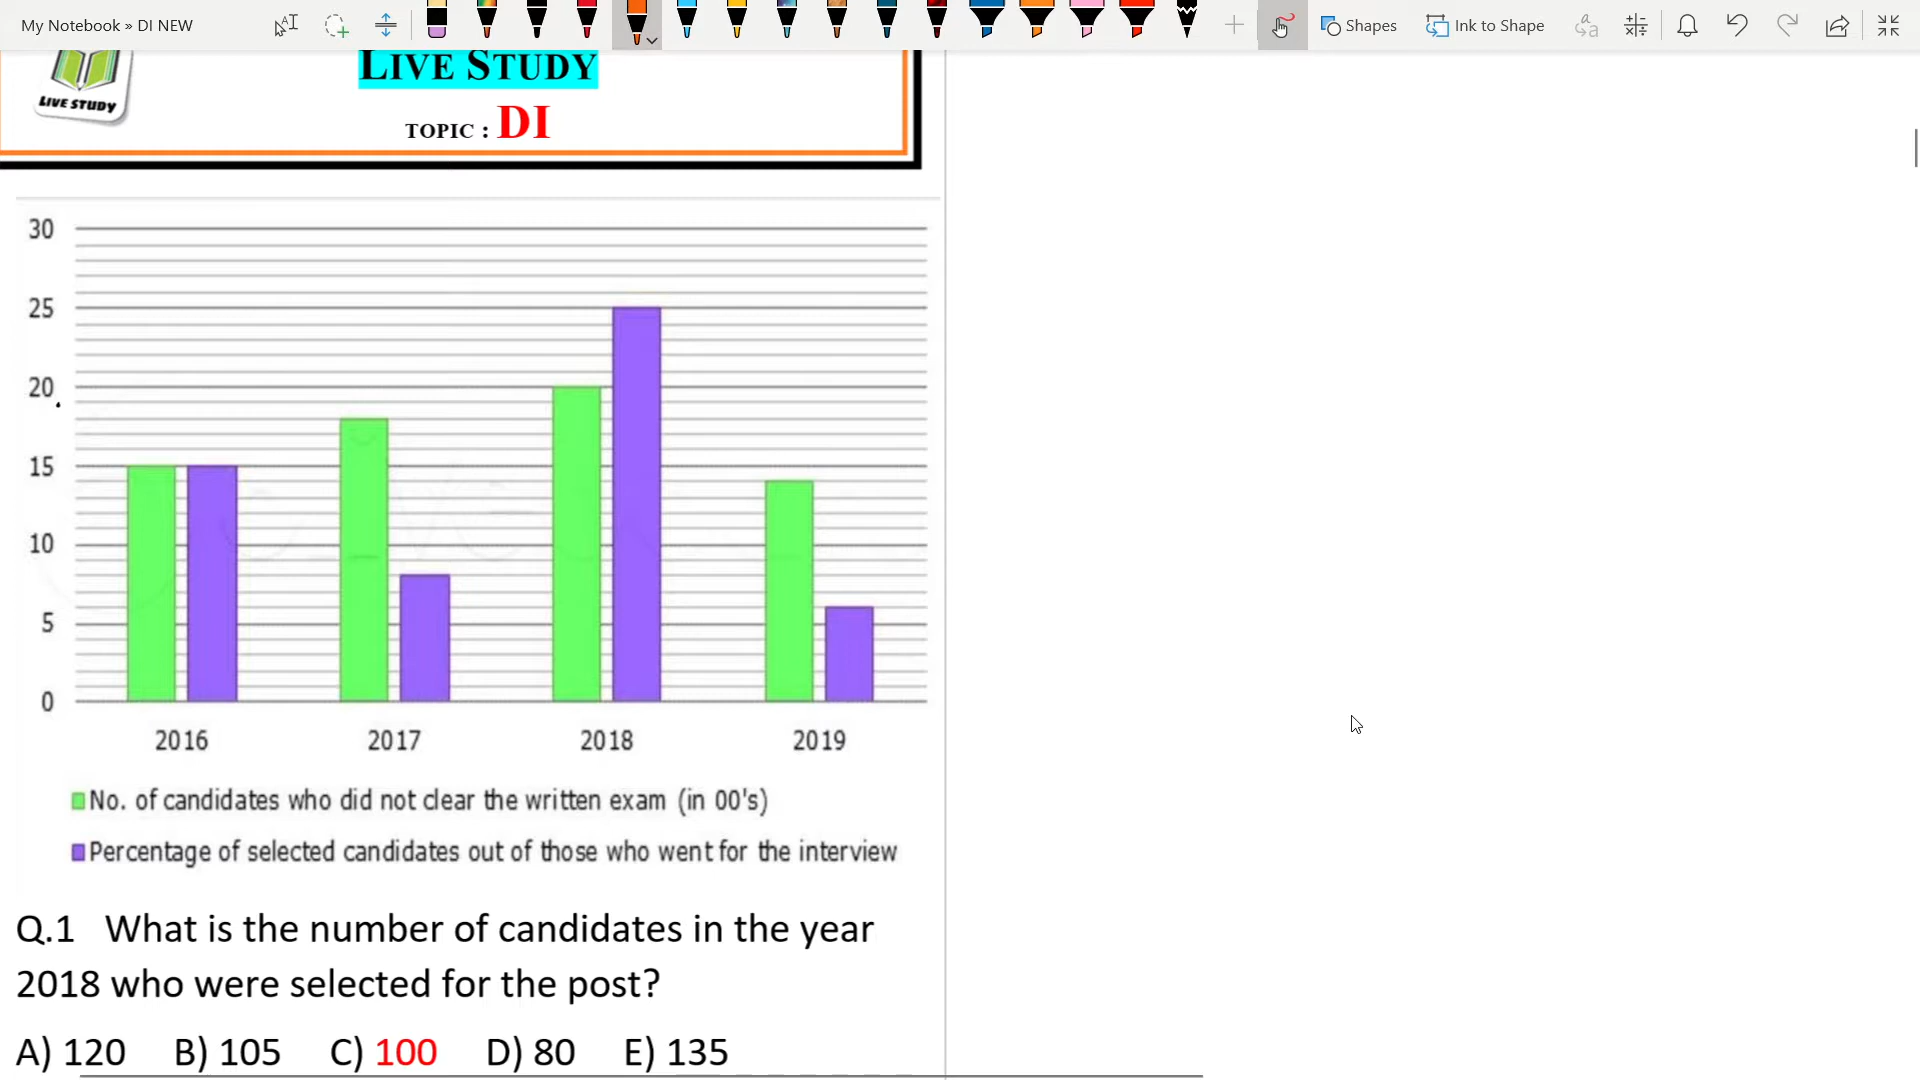 My Notebook » DI NEW
Shapes
Ink to Shape
LIVE STUDY
LIVE STUDY
TOPIC : DI
30
25
20
15
10
5
0
2016 2017 2018 2019
No. of candidates who did not clear the written exam (in 00's)
Percentage of selected candidates out of those who went for the interview
Q.1 What is the number of candidates in the year
2018 who were selected for the post?
A) 120 B) 105 C) 100 D) 80 E) 135